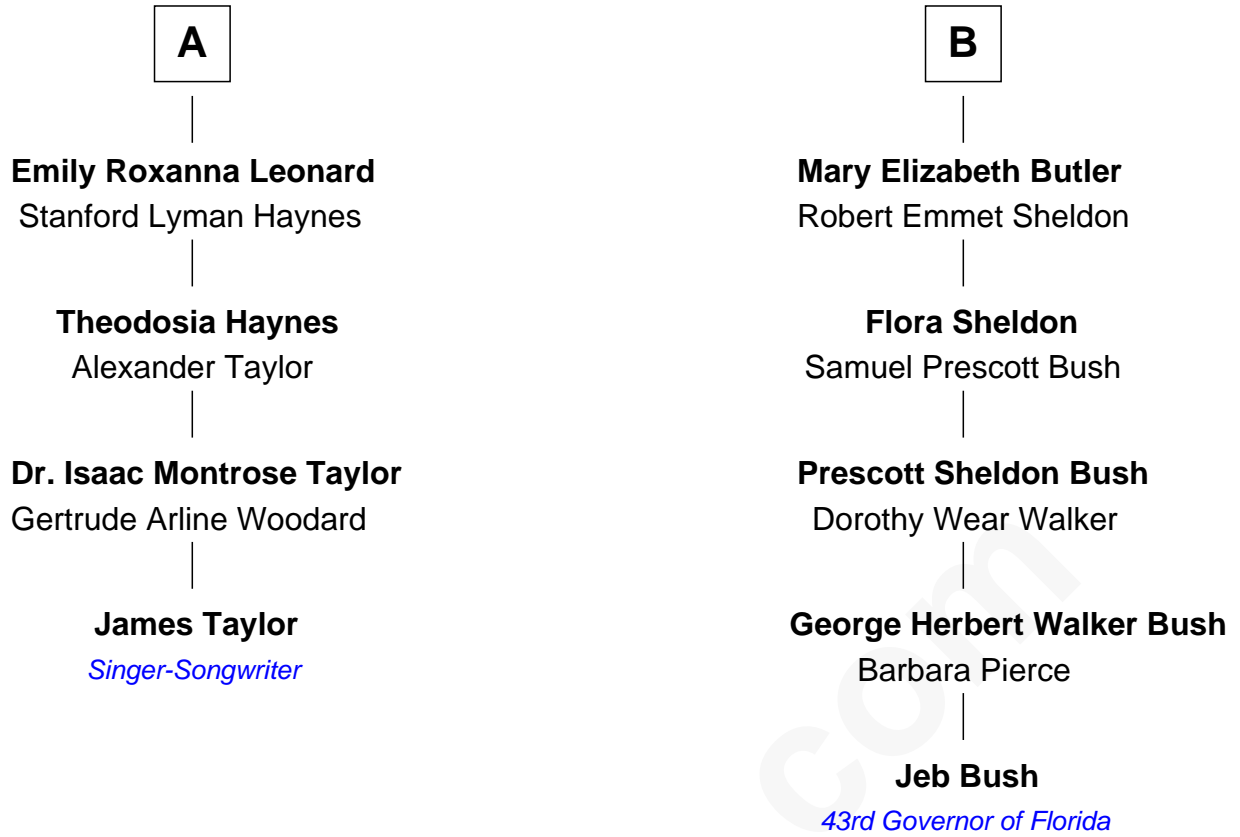 A
Emily Roxanna Leonard
Stanford Lyman Haynes
Theodosia Haynes
Alexander Taylor
Dr. Isaac Montrose Taylor
Gertrude Arline Woodard
James Taylor
Singer-Songwriter
B
Mary Elizabeth Butler
Robert Emmet Sheldon
Flora Sheldon
Samuel Prescott Bush
Prescott Sheldon Bush
Dorothy Wear Walker
George Herbert Walker Bush
Barbara Pierce
Jeb Bush
43rd Governor of Florida
com